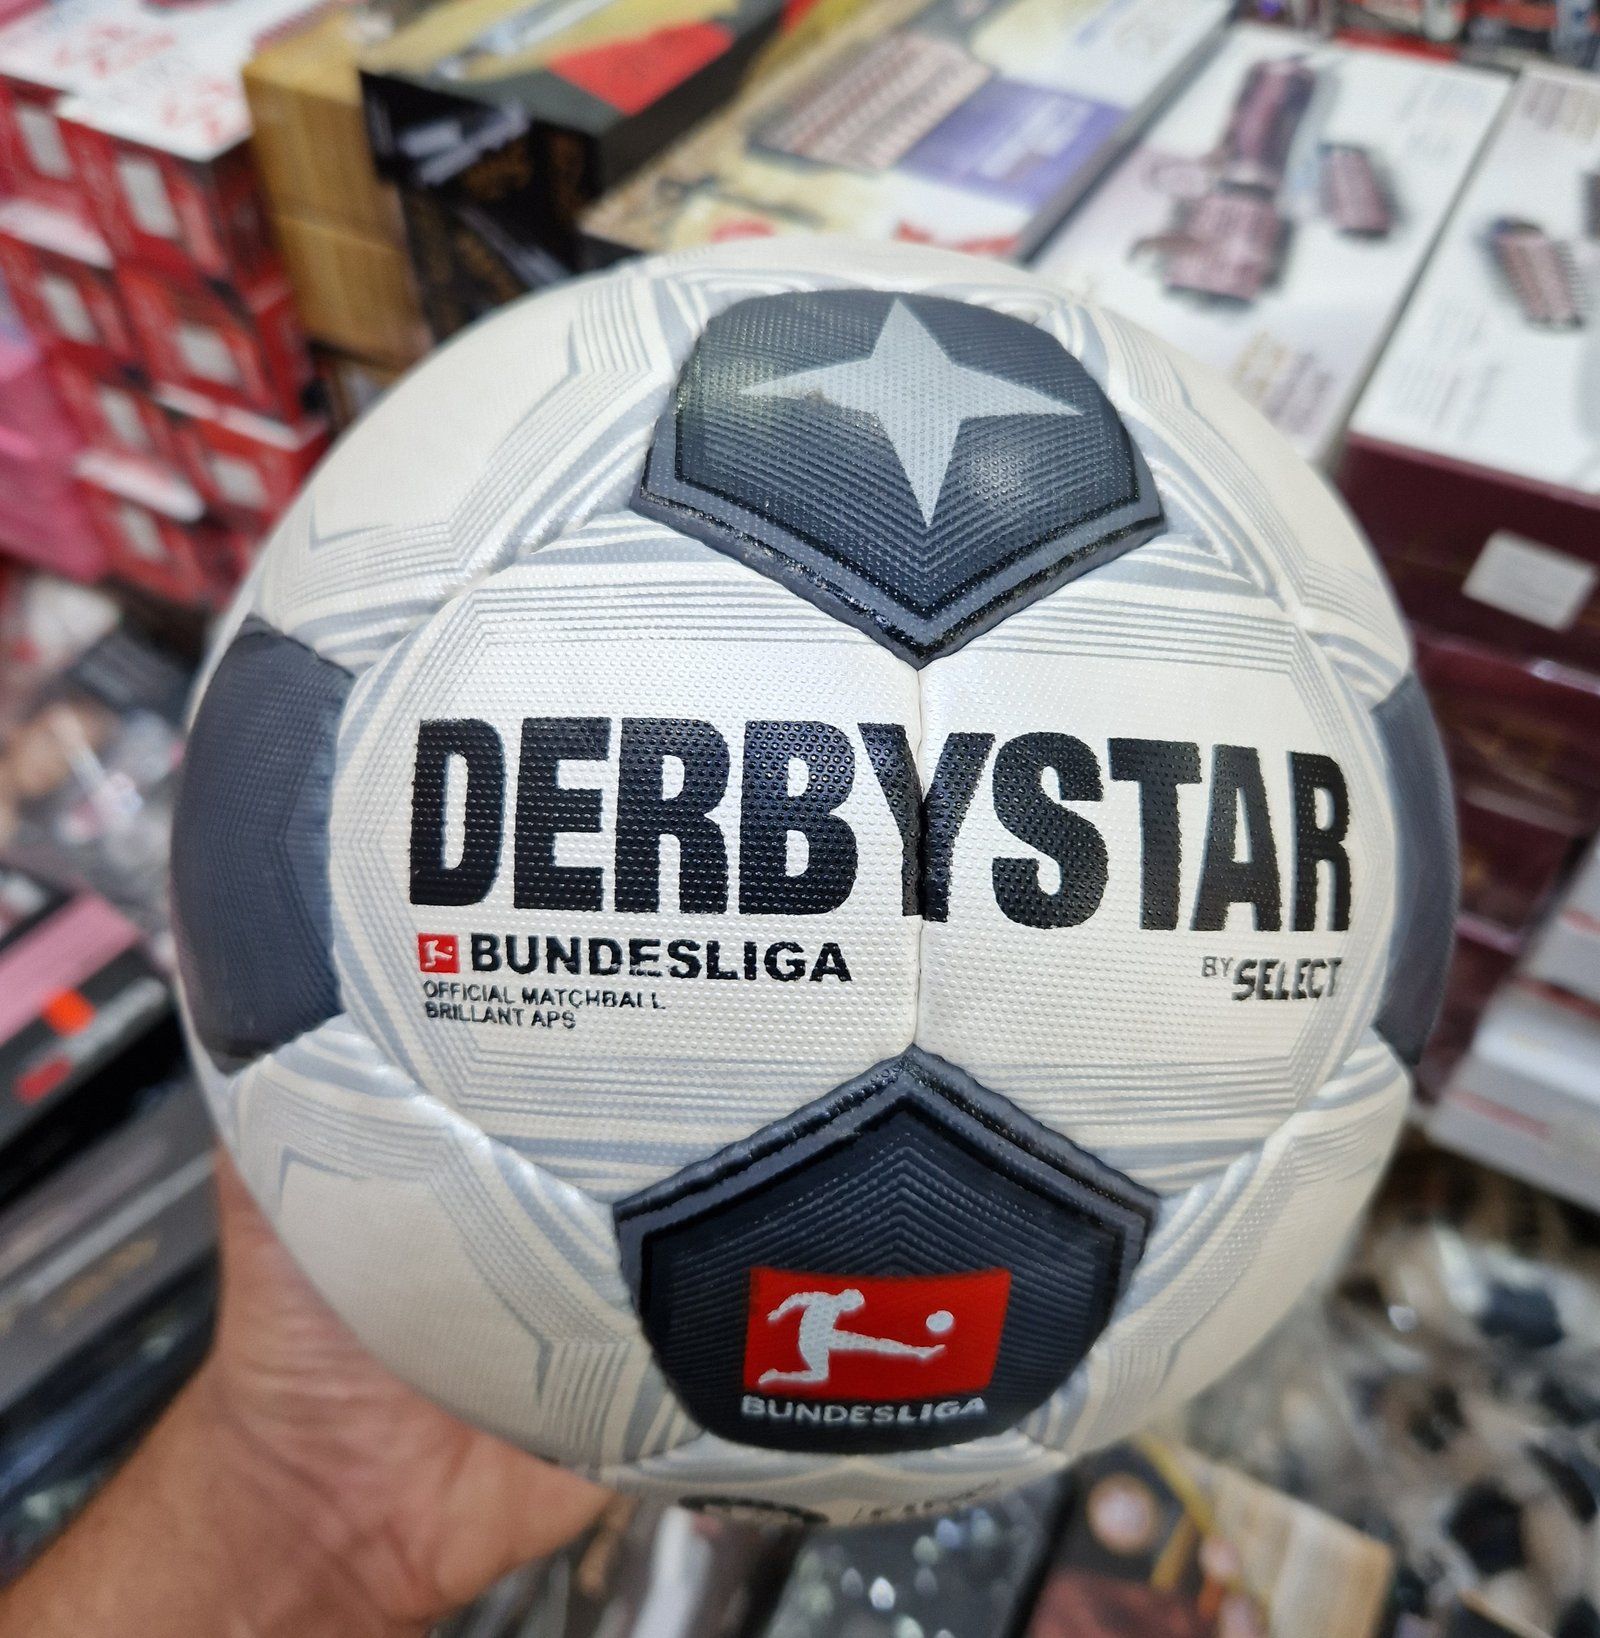 DERBYSTAR
BUNDESLIGA
BY SELECT
OFFICIAL MATCHBALL
BRILLANT APS
BUNDESLIGA